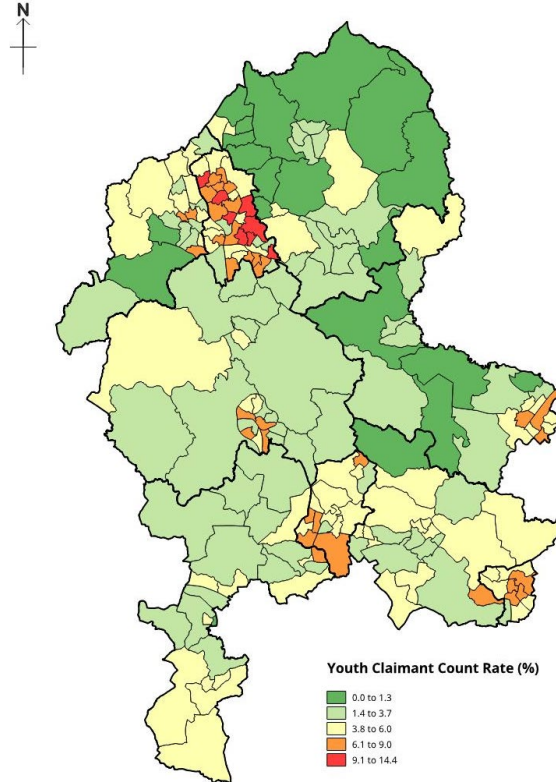 N
Youth Claimant Count Rate (%)
0.0 to 1.3
1.4 to 3.7
3.8 to 6.0
6.1 to 9.0
9.1 to 14.4